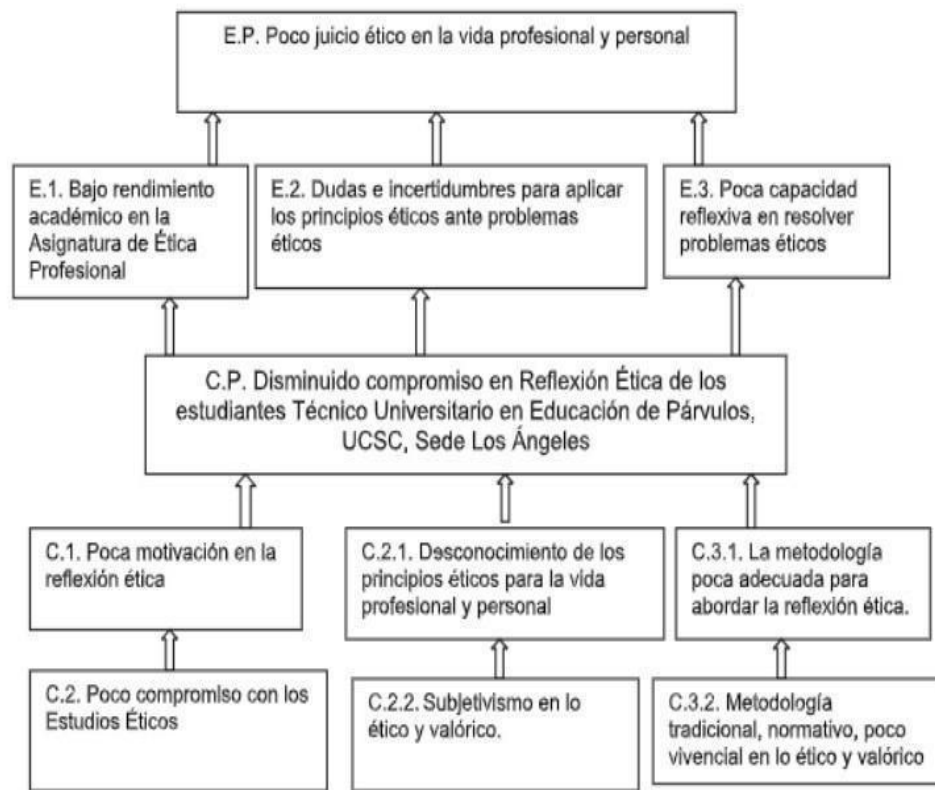 E.P. Poco juicio ético en la vida profesional y personal
E.1. Bajo rendimiento
académico en la
Asignatura de Ética
Profesional
E.2. Dudas e incertidumbres para aplicar
los principios éticos ante problemas
éticos
E.3. Poca capacidad
reflexiva en resolver
problemas éticos
C.P. Disminuido compromiso en Reflexión Ética de los
estudiantes Técnico Universitario en Educación de Párvulos,
UCSC, Sede Los Ángeles
C.1. Poca motivación en la
reflexión ética
C.2.1. Desconocimiento de los
principios éticos para la vida
profesional y personal
C.3.1. La metodología
poca adecuada para
abordar la reflexión ética.
C.2. Poco compromiso con los
Estudios Éticos
C.2.2. Subjetivismo en lo
ético y valórico.
C.3.2. Metodología
tradicional, normativo, poco
vivencial en lo ético y valórico